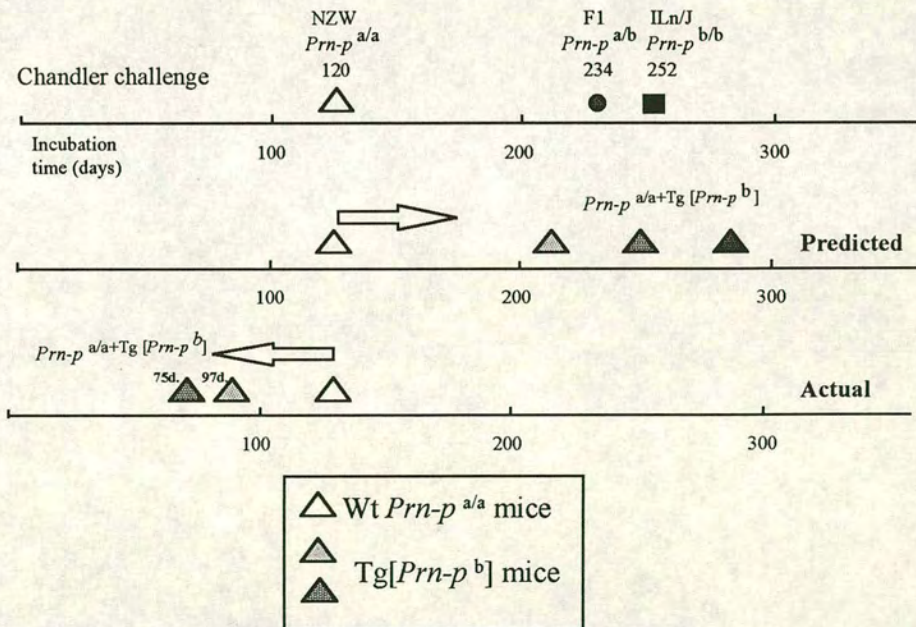 NZW F1 ILn/J
Prn-p a/a Prn-p a/b Prn-p b/b
120 234 252
Chandler challenge
Incubation time (days)
100 200 300
Prn-p a/a+Tg [Prn-p b]
Predicted
100 200 300
Prn-p a/a+Tg [Prn-p b]
75d. 97d.
Actual
100 200 300
Wt Prn-p a/a mice
Tg[Prn-p b] mice